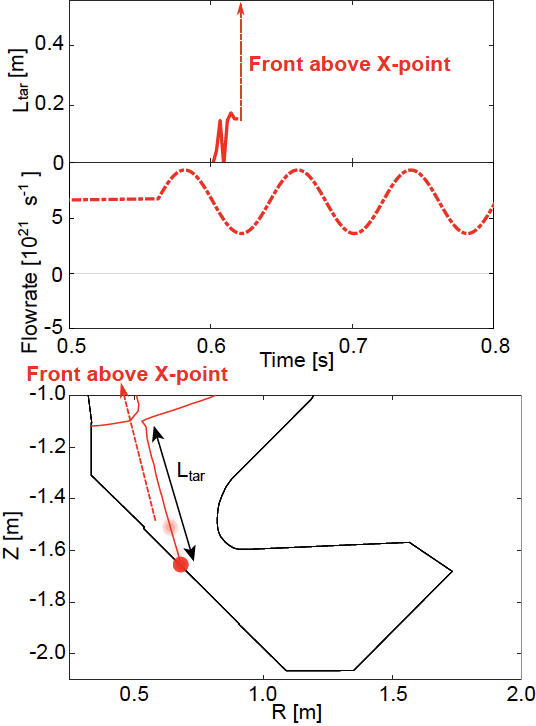 L_tar [m]
0.4
0.2
0
Front above X-point
Flowrate [10^21 s^-1]
5
0
-5
0.5 0.6 0.7 0.8
Time [s]
Front above X-point
Z [m]
-1.0
-1.2
-1.4
-1.6
-1.8
-2.0
L_tar
0.5 1.0 1.5 2.0
R [m]